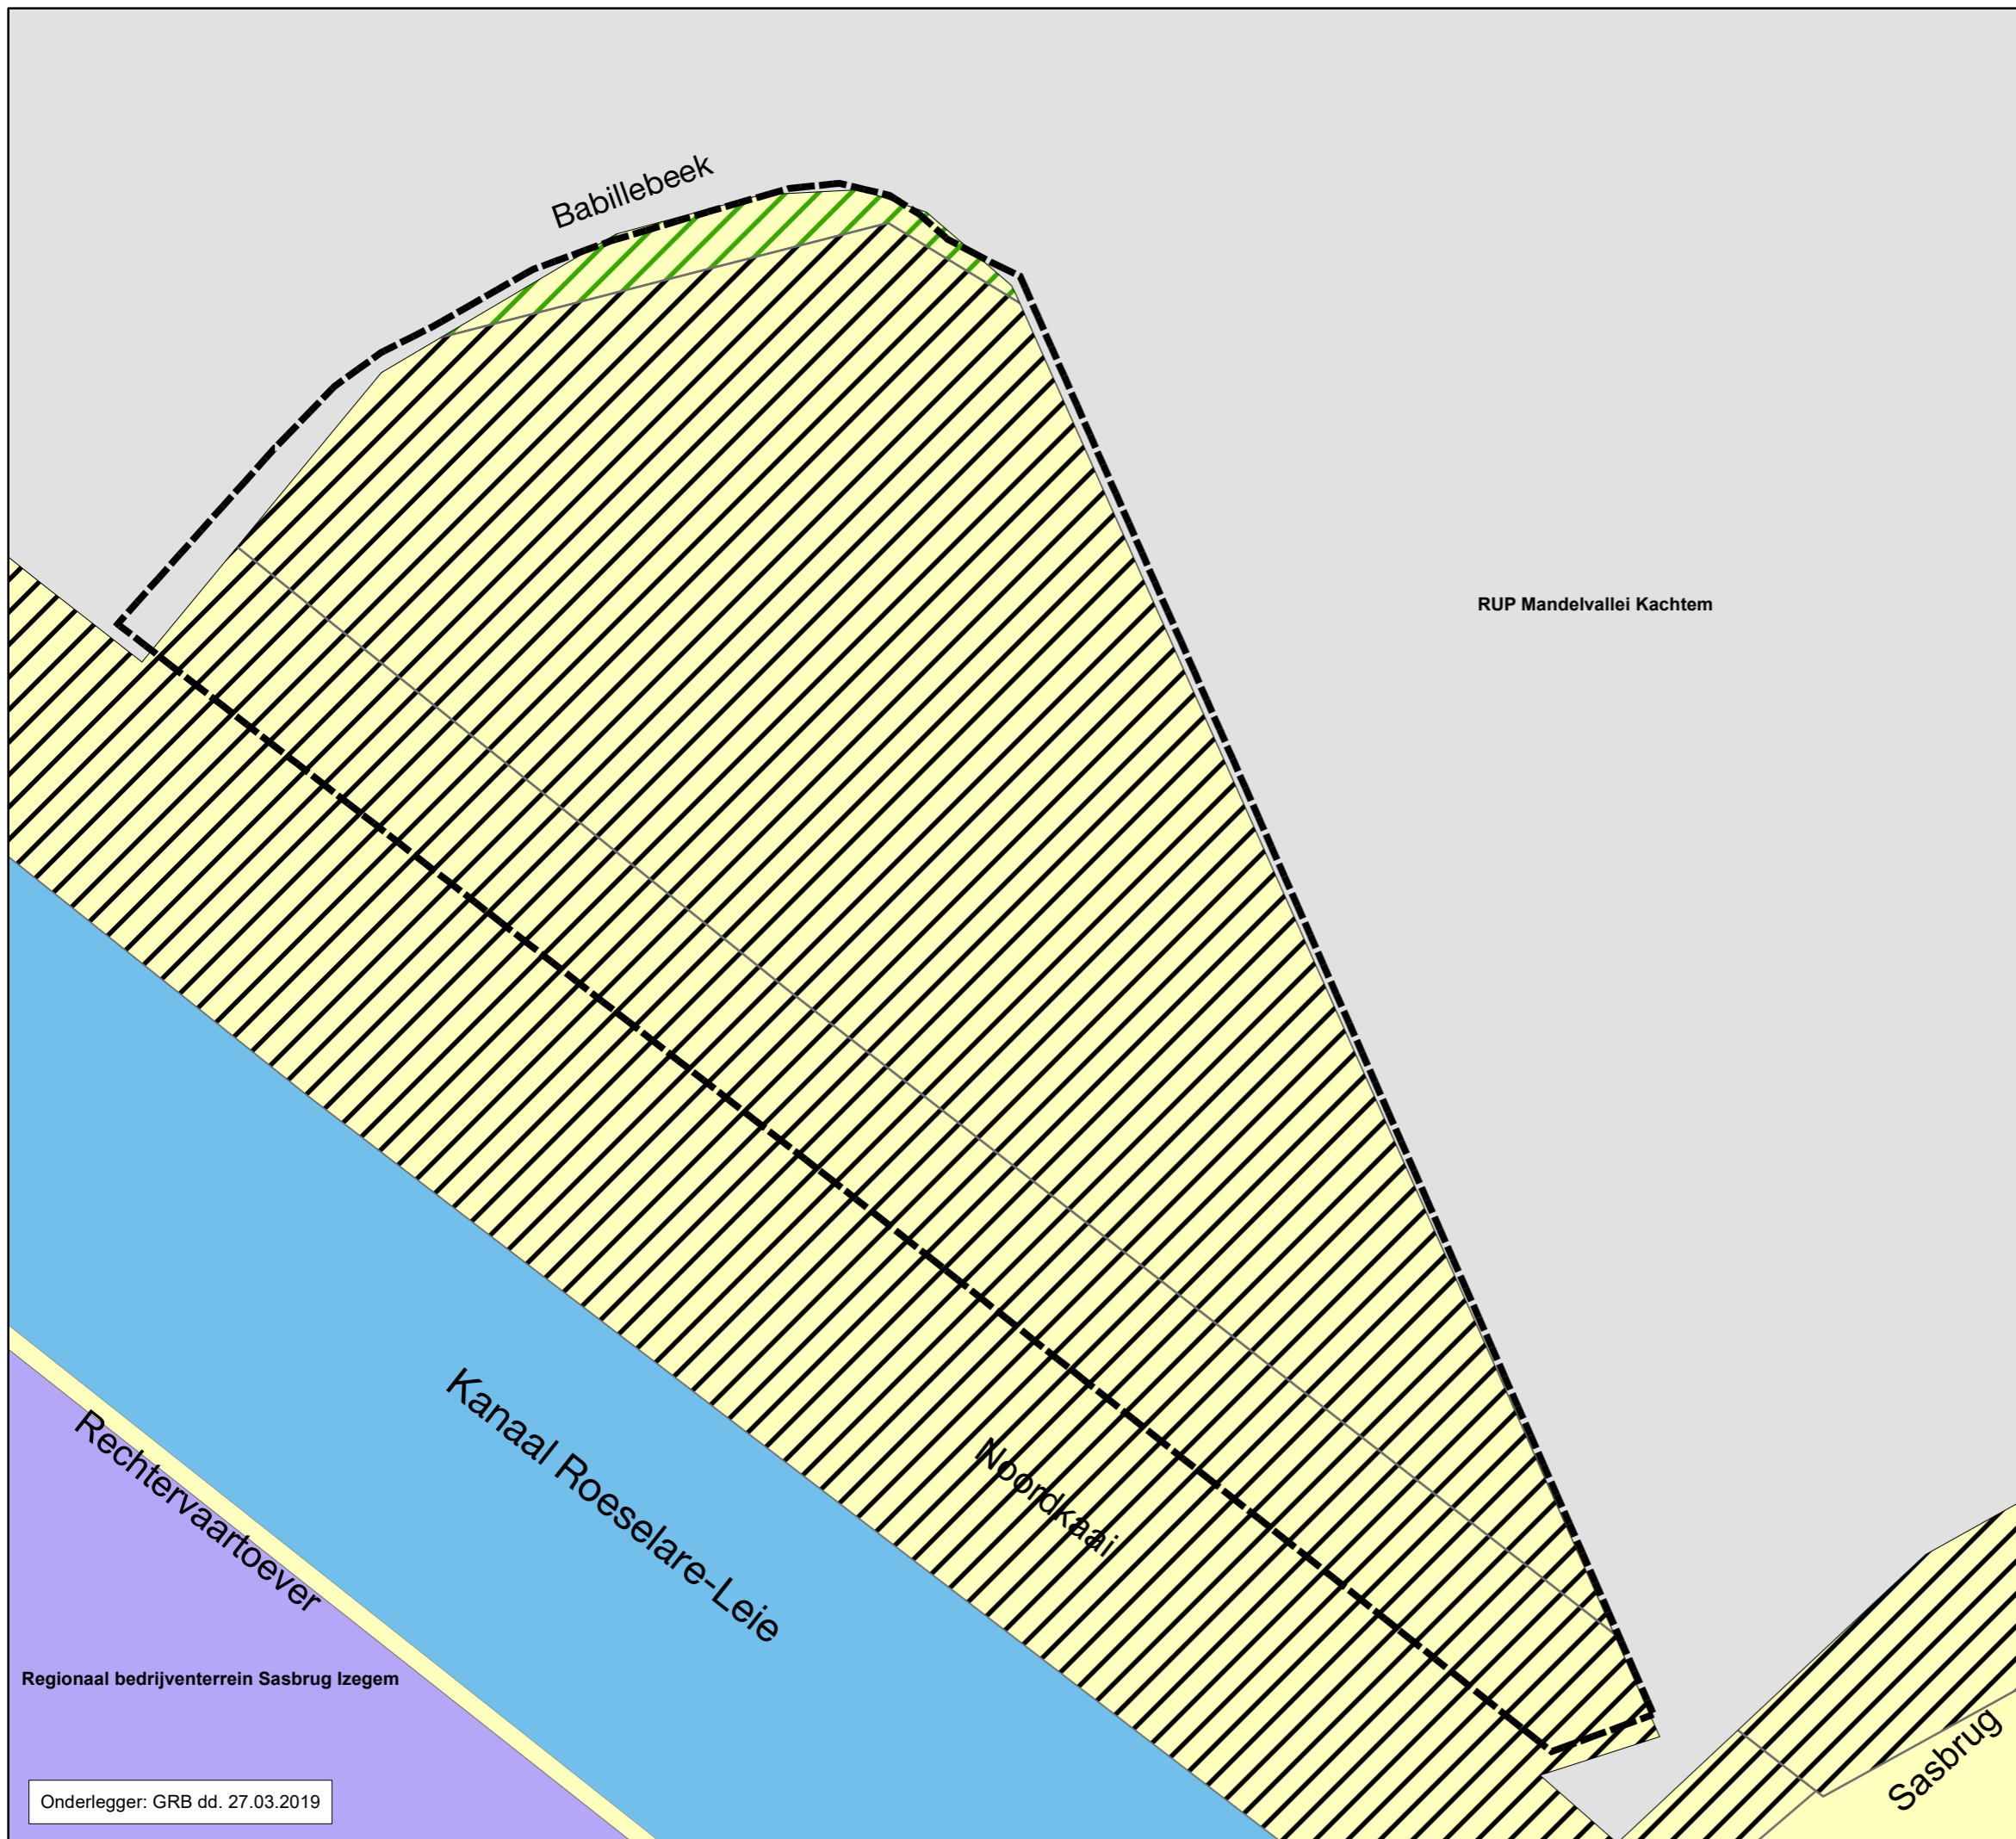 Babillebeek
RUP Mandelvallei Kachtem
Kanaal Roeselare-Leie
Noordkaai
Rechtervaartoever
Regionaal bedrijventerrein Sasbrug Izegem
Sasbrug
Onderlegger: GRB dd. 27.03.2019